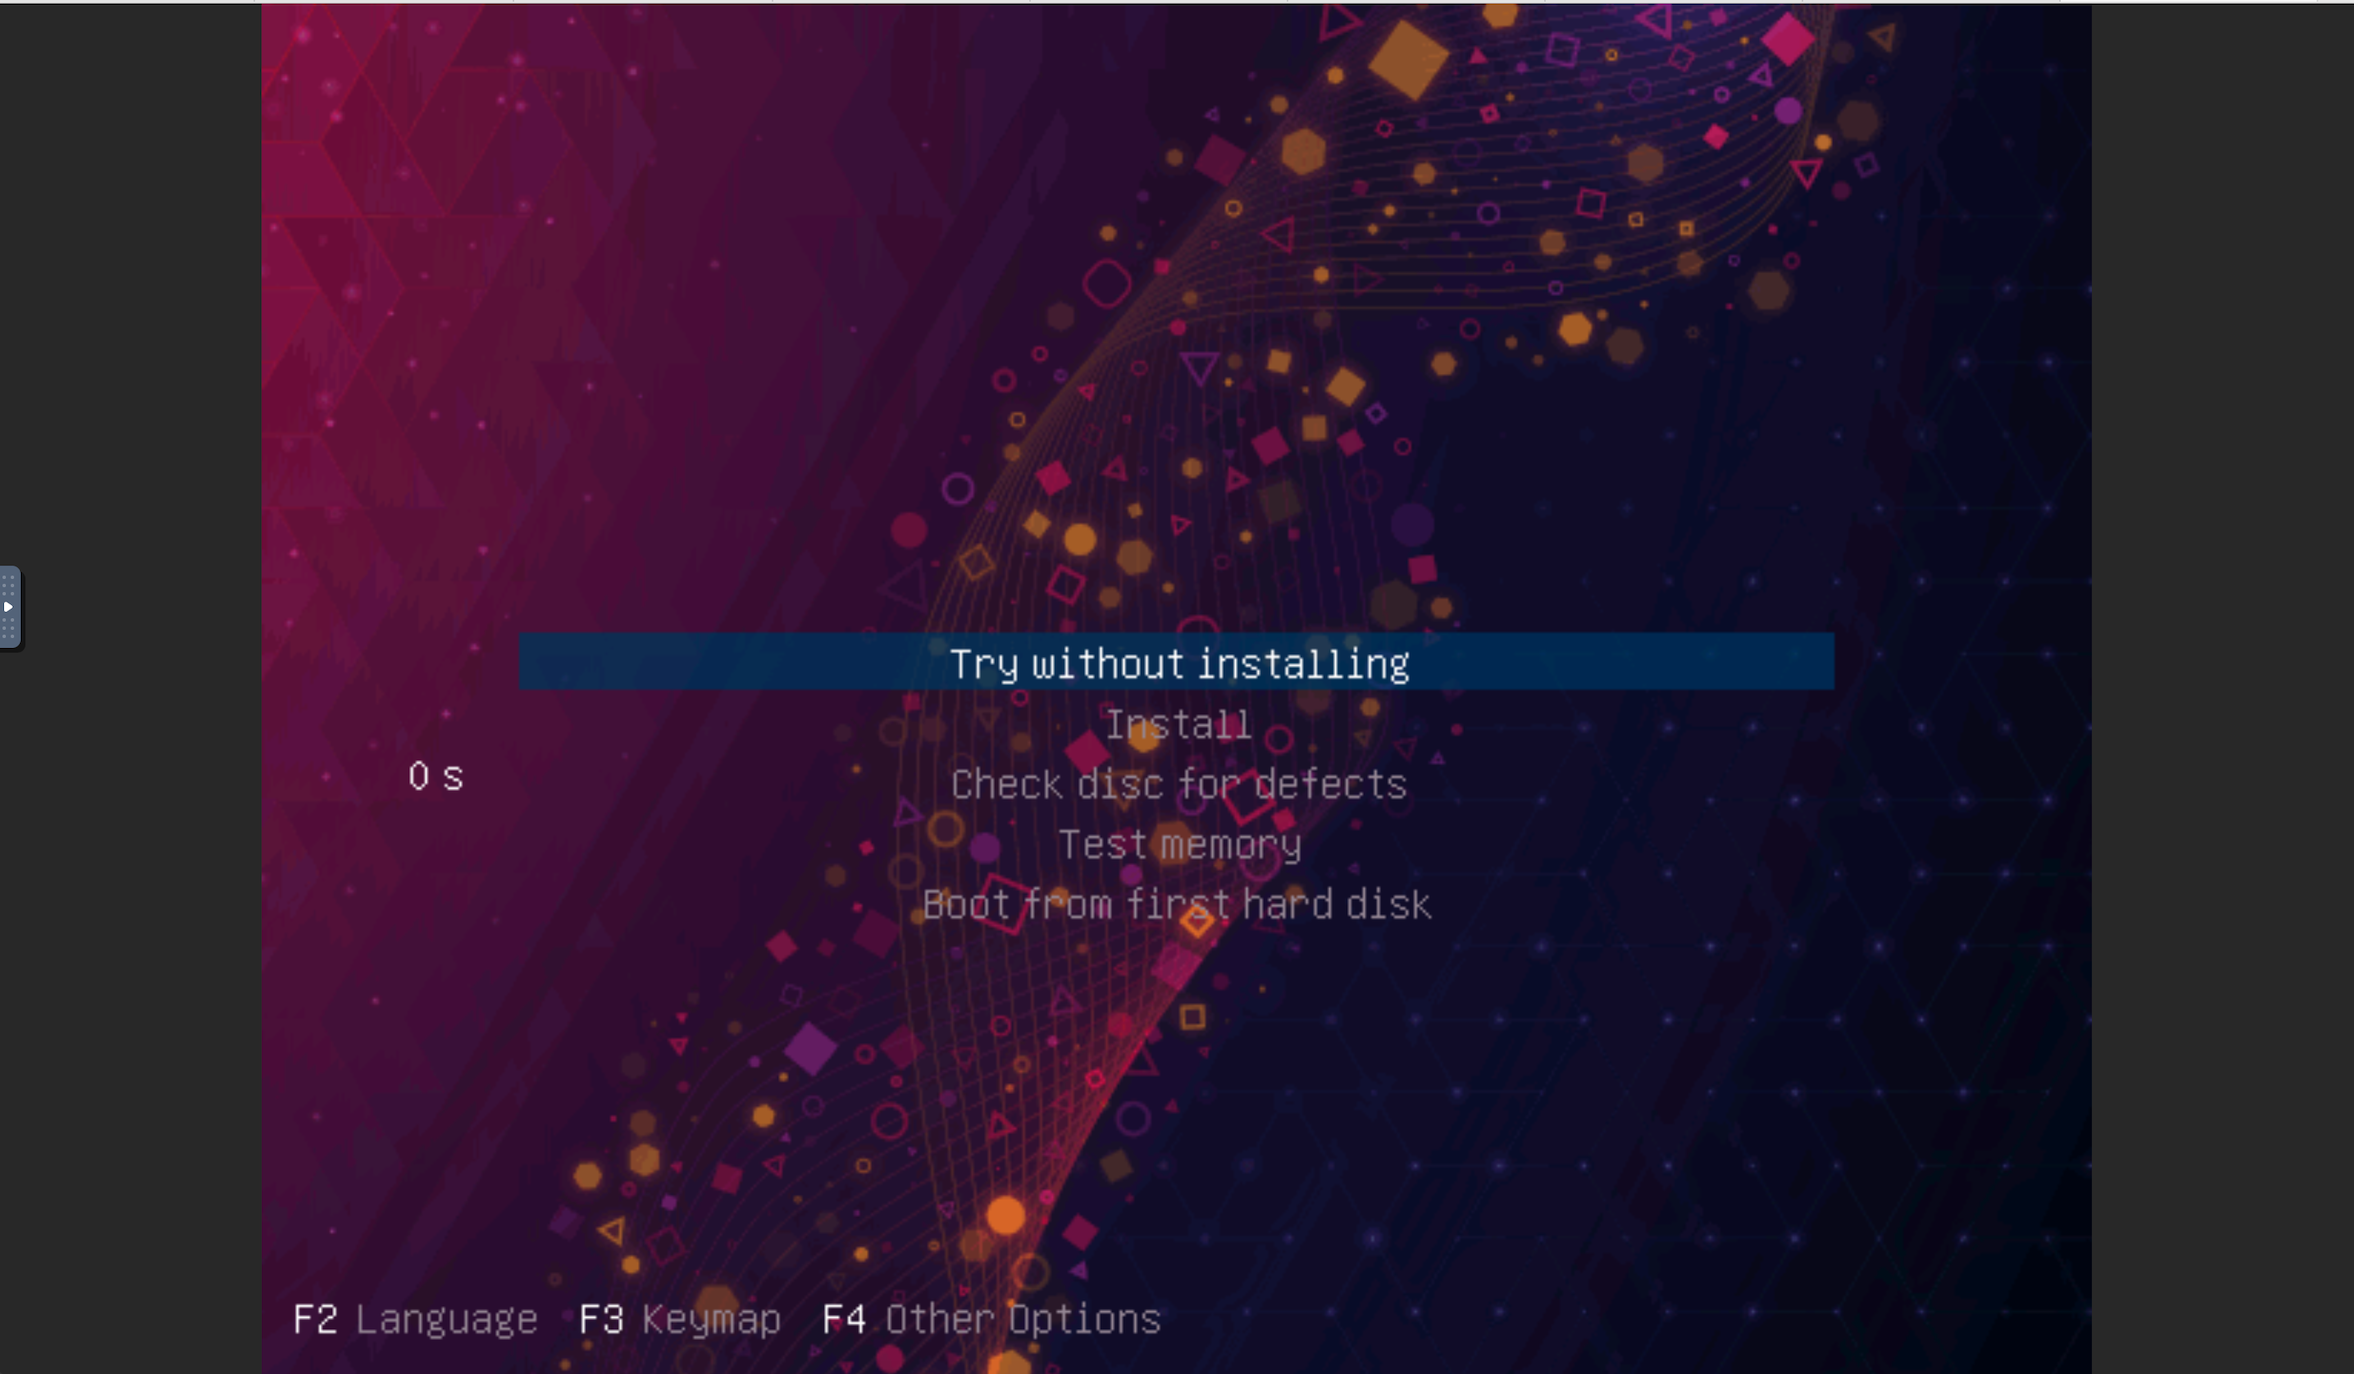 Try without installing
Install
0 s
Check disc for defects
Test memory
Boot from first hard disk
F2 Language F3 Keymap F4 Other Options